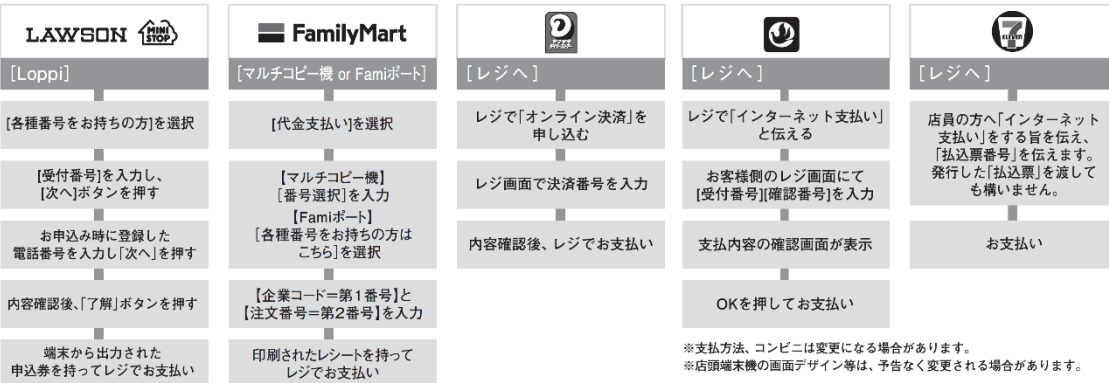 LAWSON MINI STOP
[Loppi]
[各種番号をお持ちの方]を選択
[受付番号]を入力し、
[次へ]ボタンを押す
お申込み時に登録した
電話番号を入力し「次へ」を押す
内容確認後、「了解」ボタンを押す
端末から出力された
申込券を持ってレジでお支払い
FamilyMart
[マルチコピー機 or Famiポート]
[代金支払い]を選択
【マルチコピー機】
[番号選択]を入力
【Famiポート】
[各種番号をお持ちの方は
こちら]を選択
【企業コード=第1番号】と
【注文番号=第2番号】を入力
印刷されたレシートを持って
レジでお支払い
[レジへ]
レジで「オンライン決済」を
申し込む
レジ画面で決済番号を入力
内容確認後、レジでお支払い
[レジへ]
レジで「インターネット支払い」
と伝える
お客様側のレジ画面にて
[受付番号][確認番号]を入力
支払内容の確認画面が表示
OKを押してお支払い
7 ELEVEn
[レジへ]
店員の方へ「インターネット
支払い」をする旨を伝え、
「払込票番号」を伝えます。
発行した「払込票」を渡して
も構いません。
お支払い
※支払方法、コンビニは変更になる場合があります。
※店頭端末機の画面デザイン等は、予告なく変更される場合があります。